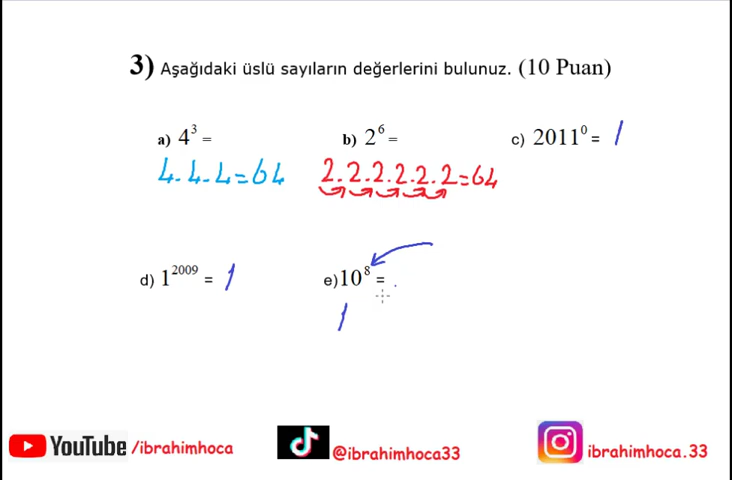 3) Aşağıdaki üslü sayıların değerlerini bulunuz. (10 Puan)
a) 4³ = b) 2⁶ = c) 2011⁰ = 1
4.4.4=64 2.2.2.2.2.2=64
d) 1²⁰⁰⁹ = 1 e) 10⁸ =
1
YouTube /ibrahimhoca @ibrahimhoca33 ibrahimhoca.33